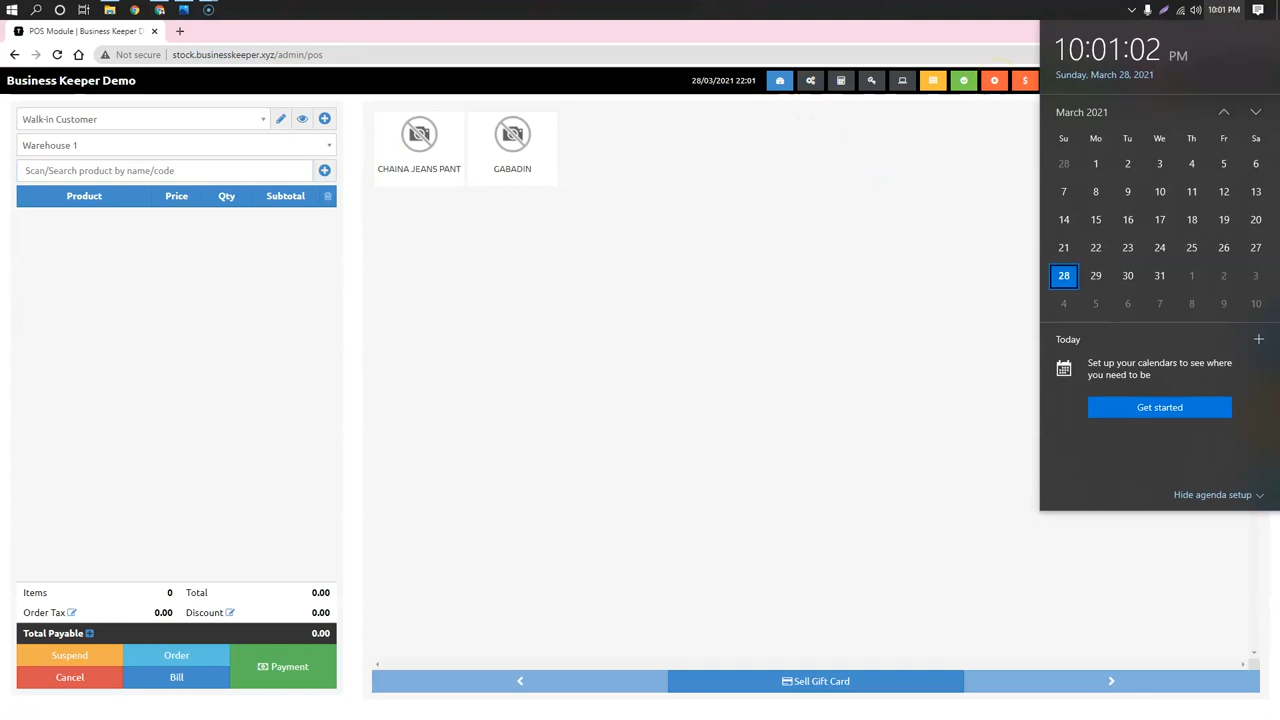 10:01 PM
POS Module | Business Keeper D
Not secure
stock.businesskeeper.xyz/admin/pos
Business Keeper Demo
28/03/2021 22:01
Walk-in Customer
Warehouse 1
Scan/Search product by name/code
Product Price Qty Subtotal
CHAINA JEANS PANT
GABADIN
Items 0 Total 0.00
Order Tax 0.00 Discount 0.00
Total Payable 0.00
Suspend
Order
Payment
Cancel
Bill
Sell Gift Card
10:01:02 PM
Sunday, March 28, 2021
March 2021
Su Mo Tu We Th Fr Sa
28 1 2 3 4 5 6
7 8 9 10 11 12 13
14 15 16 17 18 19 20
21 22 23 24 25 26 27
28 29 30 31 1 2 3
4 5 6 7 8 9 10
Today
Set up your calendars to see where
you need to be
Get started
Hide agenda setup